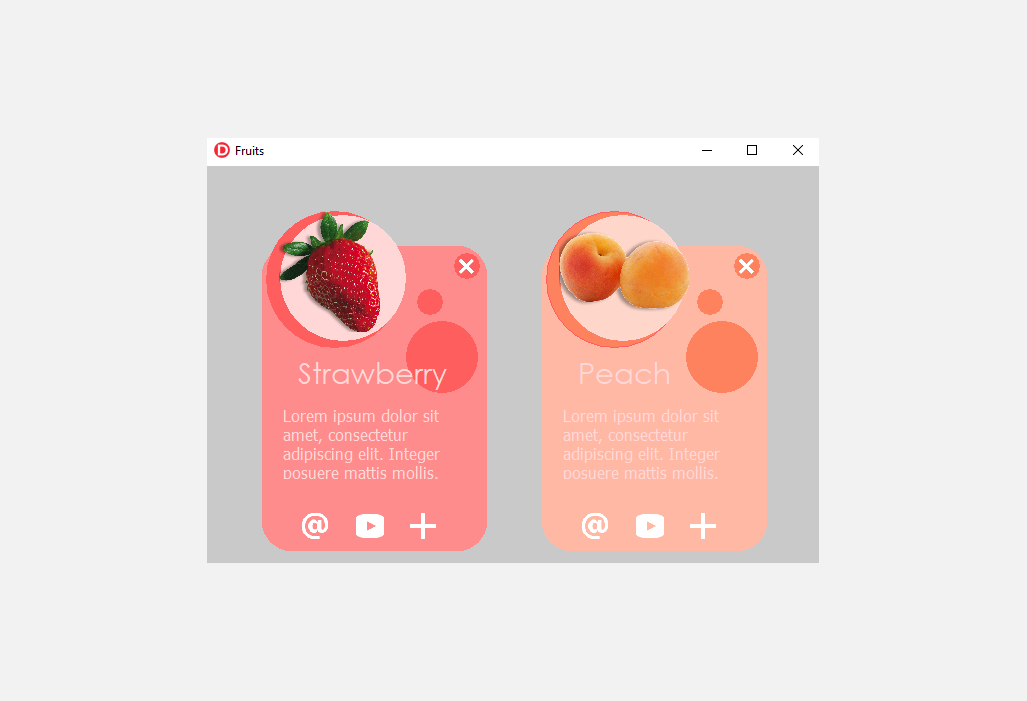 Fruits
Strawberry
Lorem ipsum dolor sit
amet, consectetur
adipiscing elit. Integer
posuere mattis mollis.
@
Peach
Lorem ipsum dolor sit
amet, consectetur
adipiscing elit. Integer
posuere mattis mollis.
@